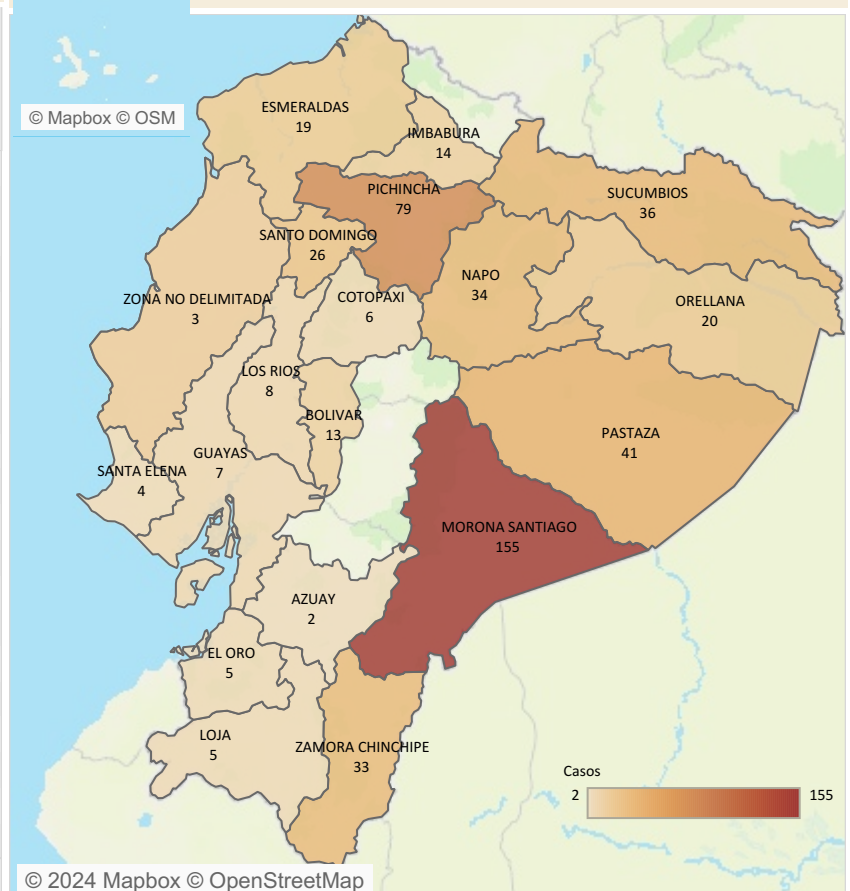 © Mapbox © OSM
ESMERALDAS
19
IMBABURA
14
PICHINCHA
79
SUCUMBIOS
36
SANTO DOMINGO
26
NAPO
34
ZONA NO DELIMITADA
3
COTOPAXI
6
ORELLANA
20
LOS RIOS
8
BOLIVAR
13
PASTAZA
41
GUAYAS
7
SANTA ELENA
4
MORONA SANTIAGO
155
AZUAY
2
EL ORO
5
LOJA
5
ZAMORA CHINCHIPE
33
Casos
2 155
© 2024 Mapbox © OpenStreetMap